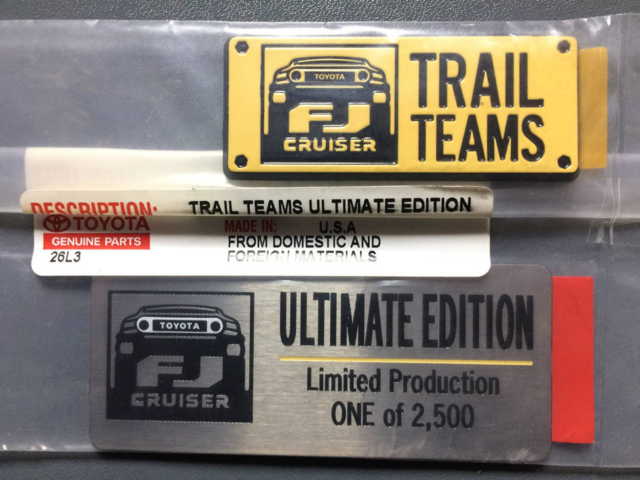 TOYOTA
FJ
CRUISER
TRAIL
TEAMS
DESCRIPTION: TRAIL TEAMS ULTIMATE EDITION
TOYOTA
GENUINE PARTS
26L3
MADE IN: U.S.A
FROM DOMESTIC AND
FOREIGN MATERIALS
TOYOTA
FJ
CRUISER
ULTIMATE EDITION
Limited Production
ONE of 2,500